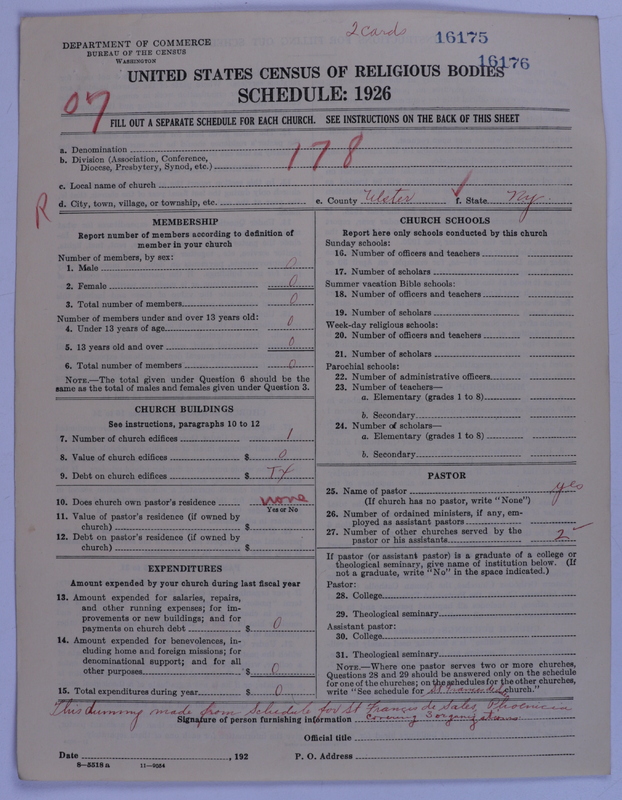 2 cards
16175
DEPARTMENT OF COMMERCE
BUREAU OF THE CENSUS
WASHINGTON
16176
UNITED STATES CENSUS OF RELIGIOUS BODIES
SCHEDULE: 1926
07
FILL OUT A SEPARATE SCHEDULE FOR EACH CHURCH. SEE INSTRUCTIONS ON THE BACK OF THIS SHEET
a. Denomination
b. Division (Association, Conference,
Diocese, Presbytery, Synod, etc.) 178
c. Local name of church
R
d. City, town, village, or township, etc. e. County Ulster f. State Ny.
MEMBERSHIP
Report number of members according to definition of
member in your church
Number of members, by sex:
1. Male 0
2. Female 0
3. Total number of members 0
Number of members under and over 13 years old:
4. Under 13 years of age 0
5. 13 years old and over 0
6. Total number of members 0
NOTE.—The total given under Question 6 should be the
same as the total of males and females given under Question 3.
CHURCH BUILDINGS
See instructions, paragraphs 10 to 12
7. Number of church edifices 1
8. Value of church edifices $ 0
9. Debt on church edifices $ TX
10. Does church own pastor's residence none
Yes or No
11. Value of pastor's residence (if owned by
church) $
12. Debt on pastor's residence (if owned by
church) $
EXPENDITURES
Amount expended by your church during last fiscal year
13. Amount expended for salaries, repairs,
and other running expenses; for im-
provements or new buildings; and for
payments on church debt $ 0
14. Amount expended for benevolences, in-
cluding home and foreign missions; for
denominational support; and for all
other purposes $ 0
15. Total expenditures during year $ 0
CHURCH SCHOOLS
Report here only schools conducted by this church
Sunday schools:
16. Number of officers and teachers
17. Number of scholars
Summer vacation Bible schools:
18. Number of officers and teachers
19. Number of scholars
Week-day religious schools:
20. Number of officers and teachers
21. Number of scholars
Parochial schools:
22. Number of administrative officers
23. Number of teachers—
a. Elementary (grades 1 to 8)
b. Secondary
24. Number of scholars—
a. Elementary (grades 1 to 8)
b. Secondary
PASTOR
25. Name of pastor yes
(If church has no pastor, write "None")
26. Number of ordained ministers, if any, em-
ployed as assistant pastors
27. Number of other churches served by the
pastor or his assistants 2
If pastor (or assistant pastor) is a graduate of a college or
theological seminary, give name of institution below. (If
not a graduate, write "No" in the space indicated.)
Pastor:
28. College
29. Theological seminary
Assistant pastor:
30. College
31. Theological seminary
NOTE.—Where one pastor serves two or more churches,
Questions 28 and 29 should be answered only on the schedule
for one of the churches; on the schedules for the other churches,
write "See schedule for St. Francis de S church."
This dummy made from Schedule for St Francis de Sales, Phoenicia
Signature of person furnishing information covering 3 organizations
Official title
Date , 192 P. O. Address
8—5518 a 11—9034